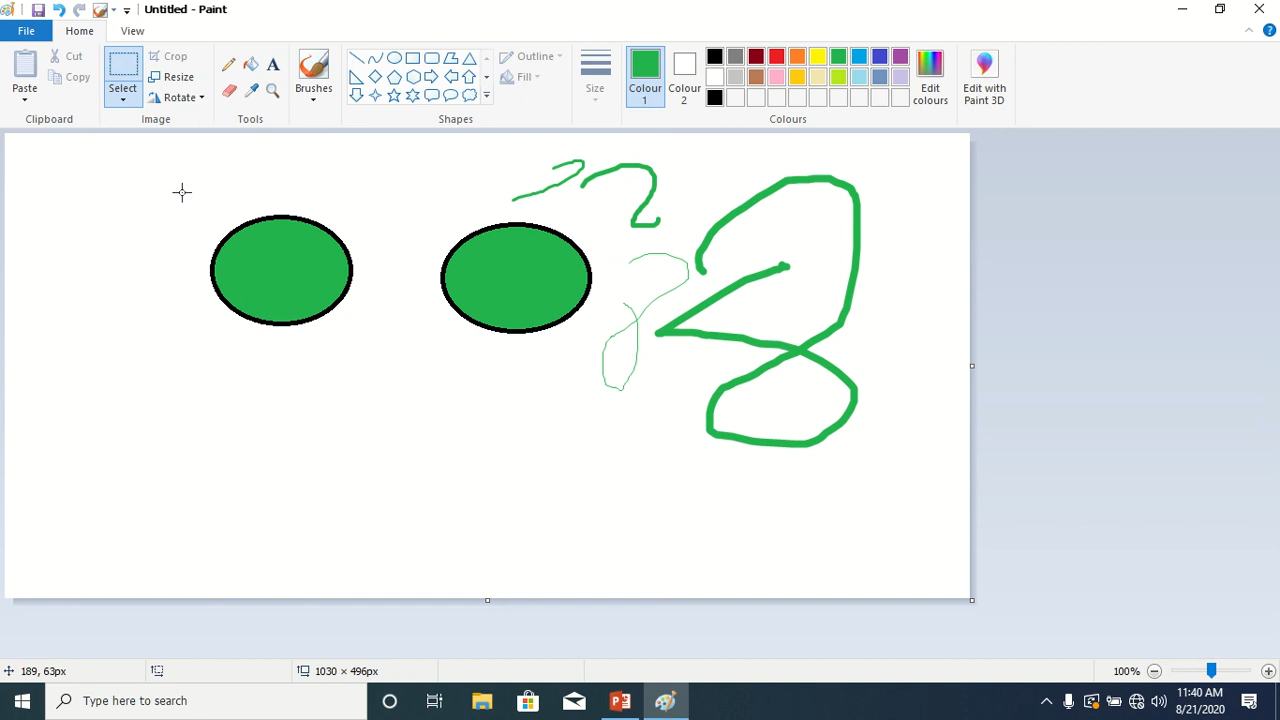 Untitled - Paint
File Home View
Paste
Cut
Copy
Clipboard
Select
Crop
Resize
Rotate
Image
A
Tools
Brushes
Shapes
Outline
Fill
Size
Colour 1
Colour 2
Edit colours
Colours
Edit with Paint 3D
189, 63px
1030 × 496px
100%
Type here to search
11:40 AM
8/21/2020